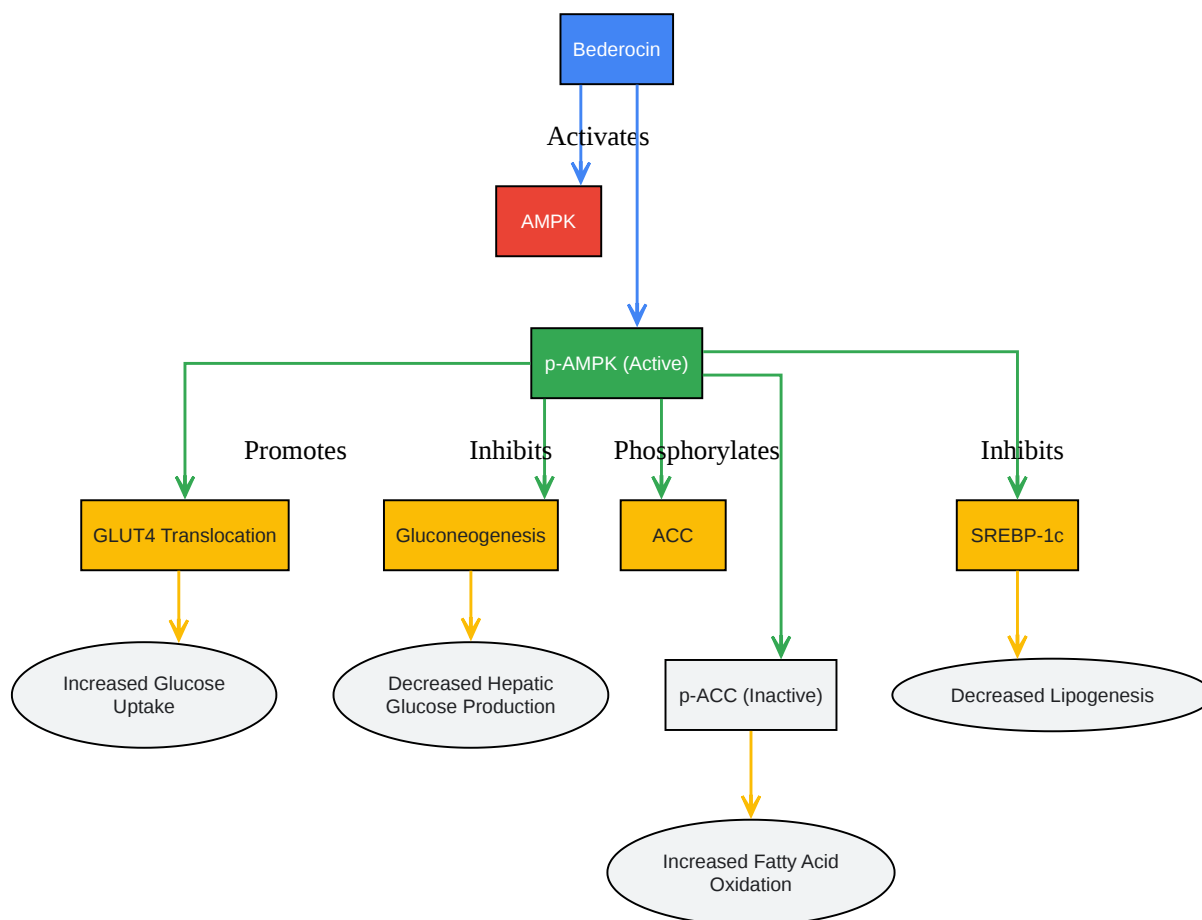 Bederocin
Activates
AMPK
p-AMPK (Active)
Promotes
Inhibits
Phosphorylates
Inhibits
GLUT4 Translocation
Gluconeogenesis
ACC
SREBP-1c
Increased Glucose
Uptake
Decreased Hepatic
Glucose Production
p-ACC (Inactive)
Decreased Lipogenesis
Increased Fatty Acid
Oxidation